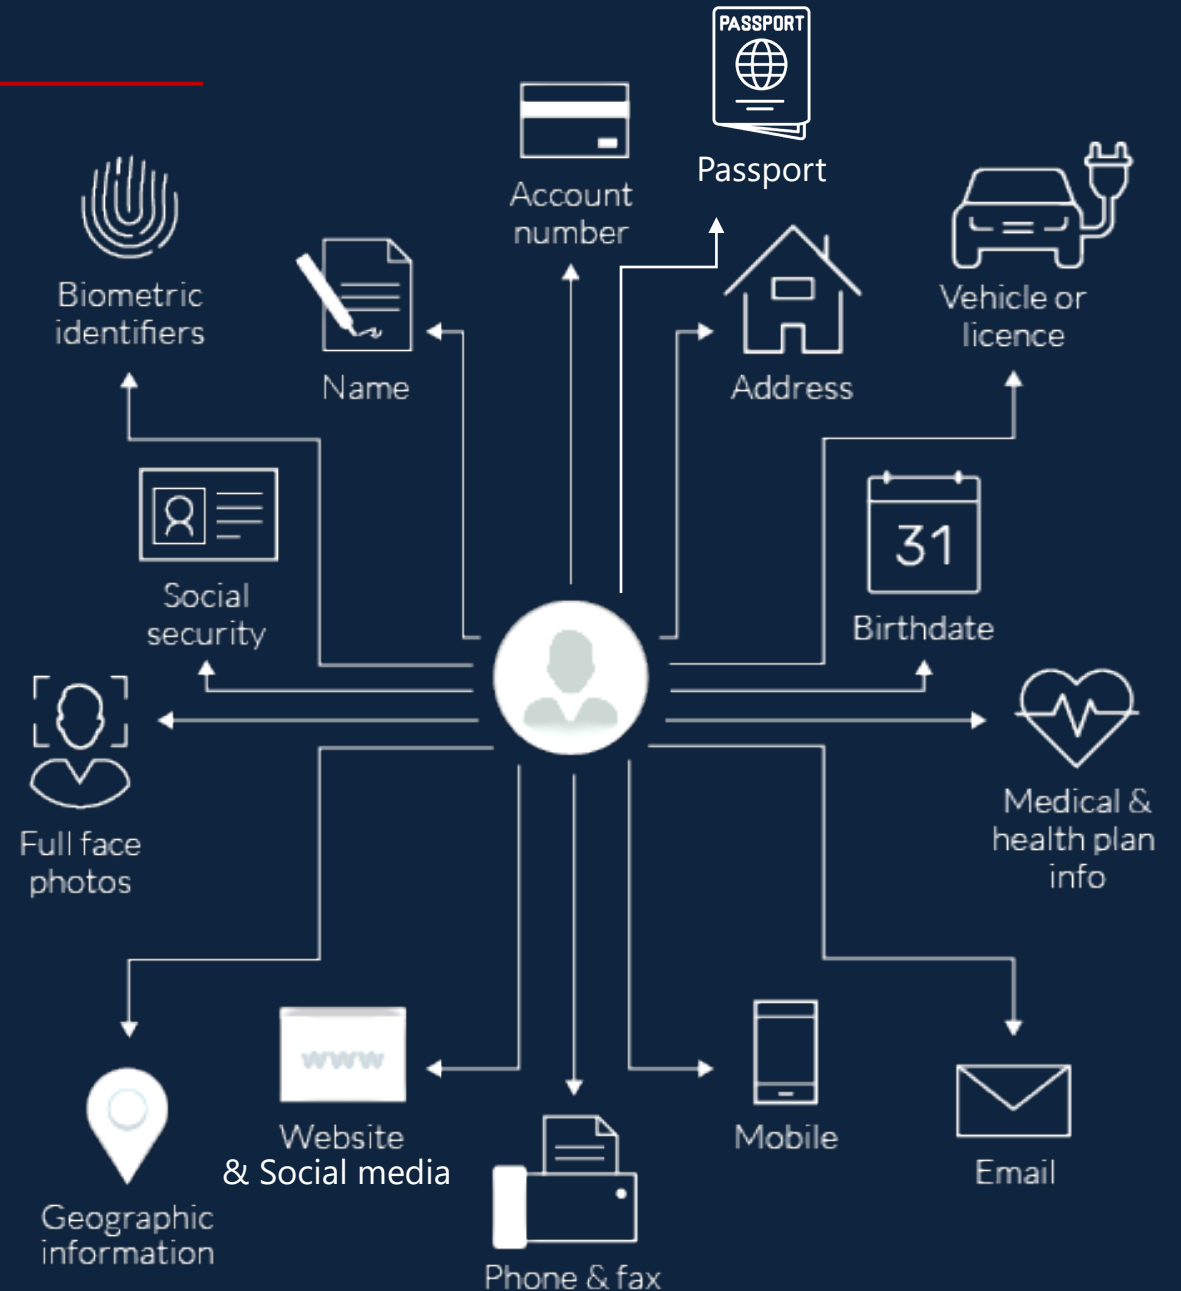 PASSPORT
Passport
Account
number
Biometric
identifiers
Name
Address
Vehicle or
licence
Social
security
31
Birthdate
Full face
photos
Medical &
health plan
info
www
Website
& Social media
Mobile
Email
Geographic
information
Phone & fax